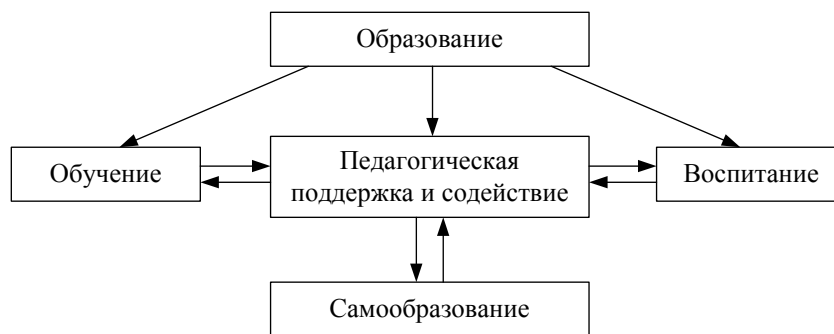 Образование
Обучение
Педагогическая
поддержка и содействие
Воспитание
Самообразование